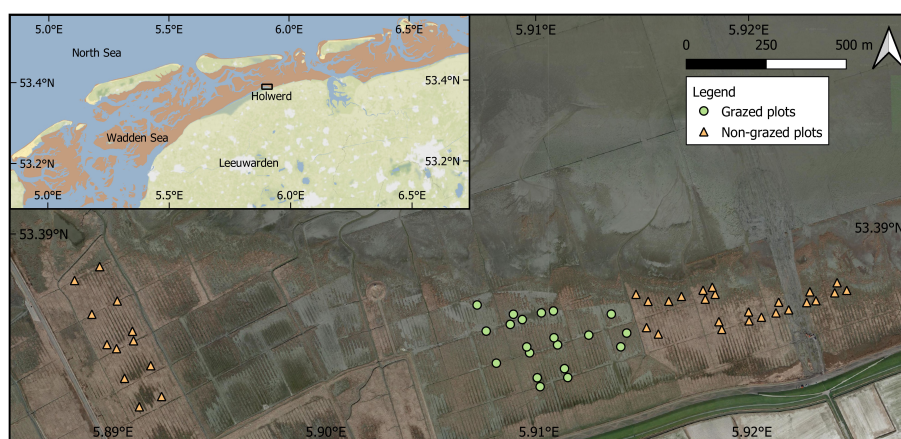 5.0°E 5.5°E 6.0°E 6.5°E
5.91°E 5.92°E
North Sea
0 250 500 m
53.4°N 53.4°N
Holwerd
Legend
Grazed plots
Non-grazed plots
Wadden Sea
Leeuwarden
53.2°N 53.2°N
5.0°E 5.5°E 6.0°E 6.5°E
53.39°N 53.39°N
5.89°E 5.90°E 5.91°E 5.92°E